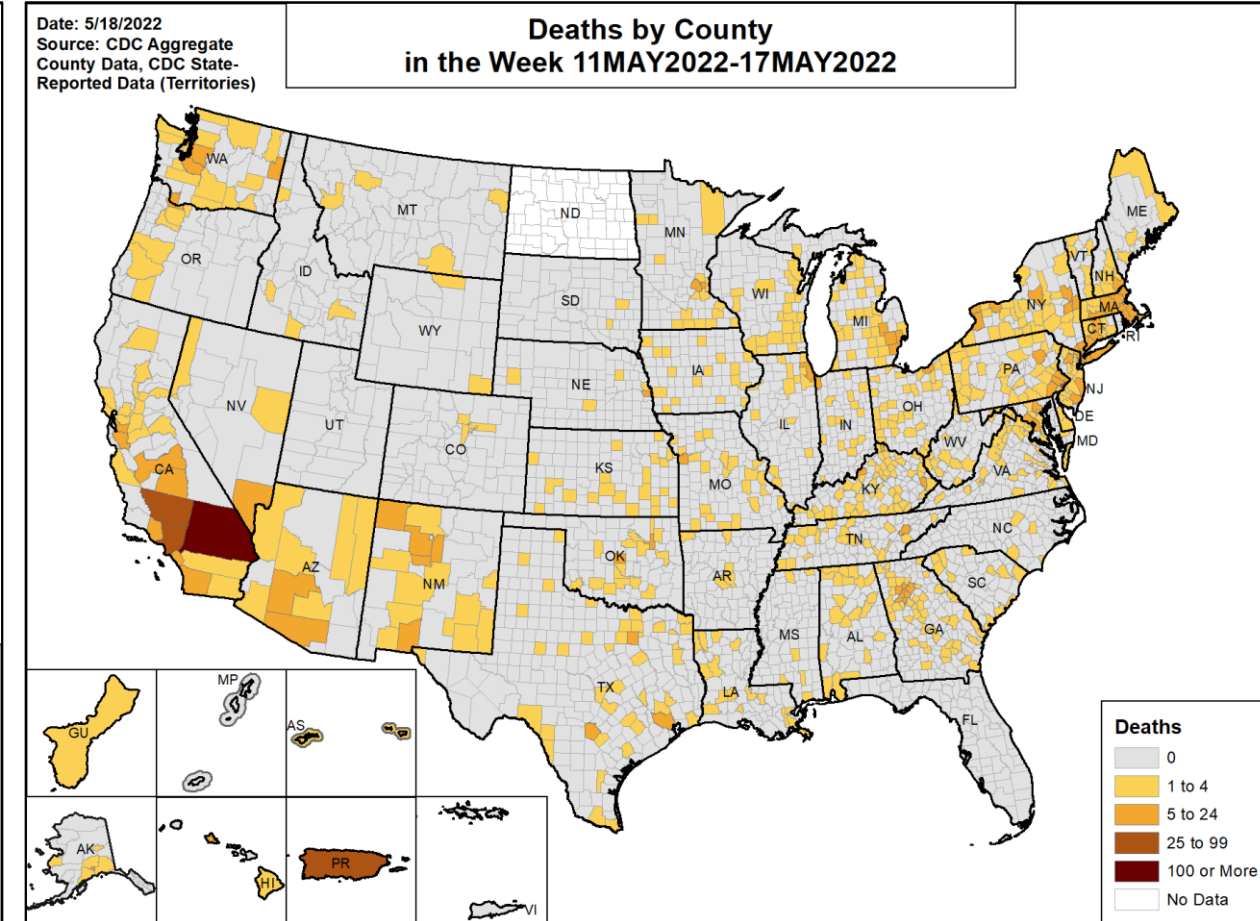 Date: 5/18/2022
Source: CDC Aggregate
County Data, CDC State-
Reported Data (Territories)
Deaths by County
in the Week 11MAY2022-17MAY2022
WA
MT
ND
MN
ME
VT
NH
OR
ID
SD
WI
MI
NY
MA
CT
RI
WY
IA
PA
NJ
NE
OH
DE
MD
NV
UT
CO
IL
IN
WV
VA
CA
KS
MO
KY
NC
TN
AZ
NM
OK
AR
SC
MS
AL
GA
TX
LA
FL
GU
MP
AS
AK
HI
PR
VI
Deaths
0
1 to 4
5 to 24
25 to 99
100 or More
No Data